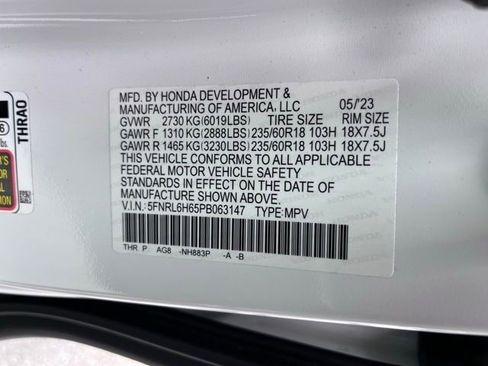 MFD. BY HONDA DEVELOPMENT &
MANUFACTURING OF AMERICA, LLC 05/'23
GVWR 2730 KG(6019LBS) TIRE SIZE RIM SIZE
GAWR F 1310 KG(2888LBS) 235/60R18 103H 18X7.5J
GAWR R 1465 KG(3230LBS) 235/60R18 103H 18X7.5J
THIS VEHICLE CONFORMS TO ALL APPLICABLE
FEDERAL MOTOR VEHICLE SAFETY
STANDARDS IN EFFECT ON THE DATE OF
MANUFACTURE SHOWN ABOVE.
V.I.N.: 5FNRL6H65PB063147 TYPE:MPV
THR P AG8 -NH883P -A -B
THRA0